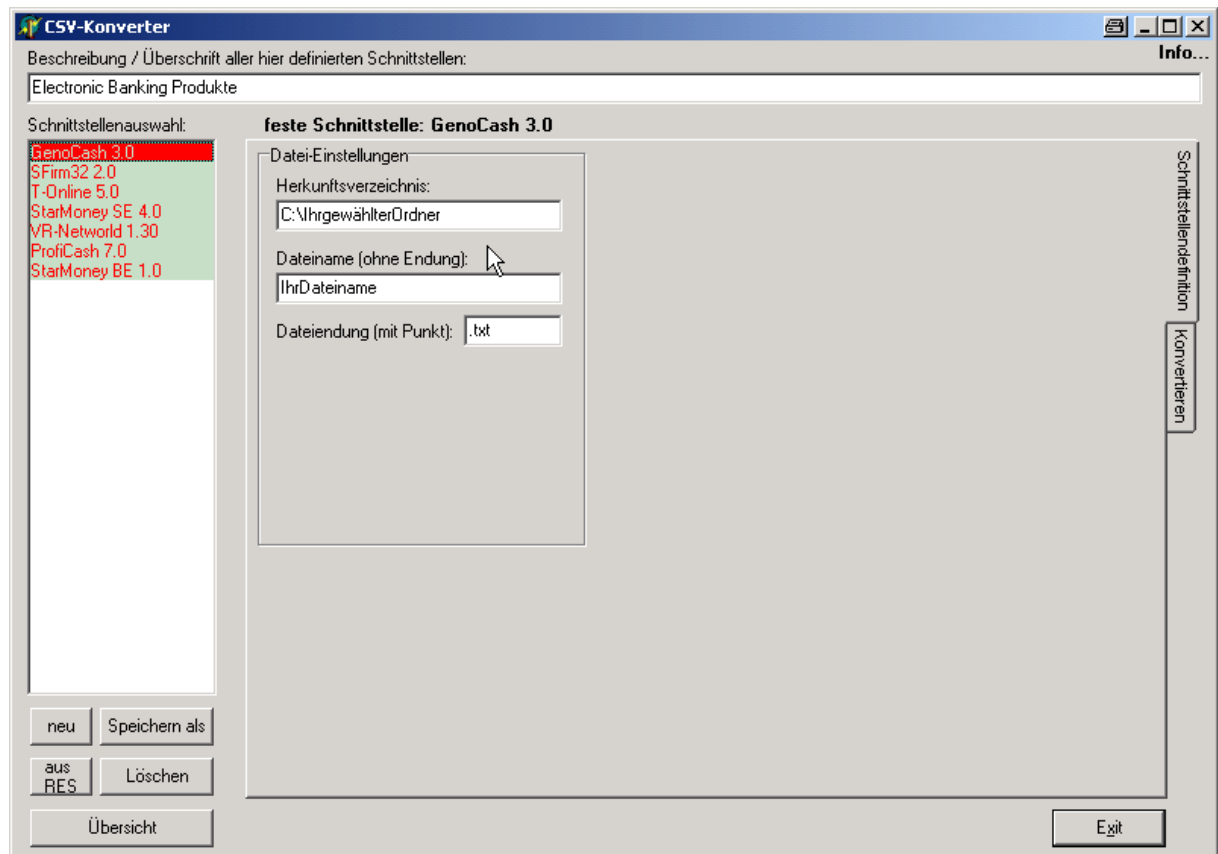 CSV-Konverter
Info...
Beschreibung / Überschrift aller hier definierten Schnittstellen:
Electronic Banking Produkte
Schnittstellenauswahl:
GenoCash 3.0
SFirm32 2.0
T-Online 5.0
StarMoney SE 4.0
VR-Networld 1.30
ProfiCash 7.0
StarMoney BE 1.0
feste Schnittstelle: GenoCash 3.0
Datei-Einstellungen
Herkunftsverzeichnis:
C:\IhrgewählterOrdner
Dateiname (ohne Endung):
IhrDateiname
Dateiendung (mit Punkt): .txt
Schnittstellendefinition
Konvertieren
neu
Speichern als
aus
RES
Löschen
Übersicht
Exit